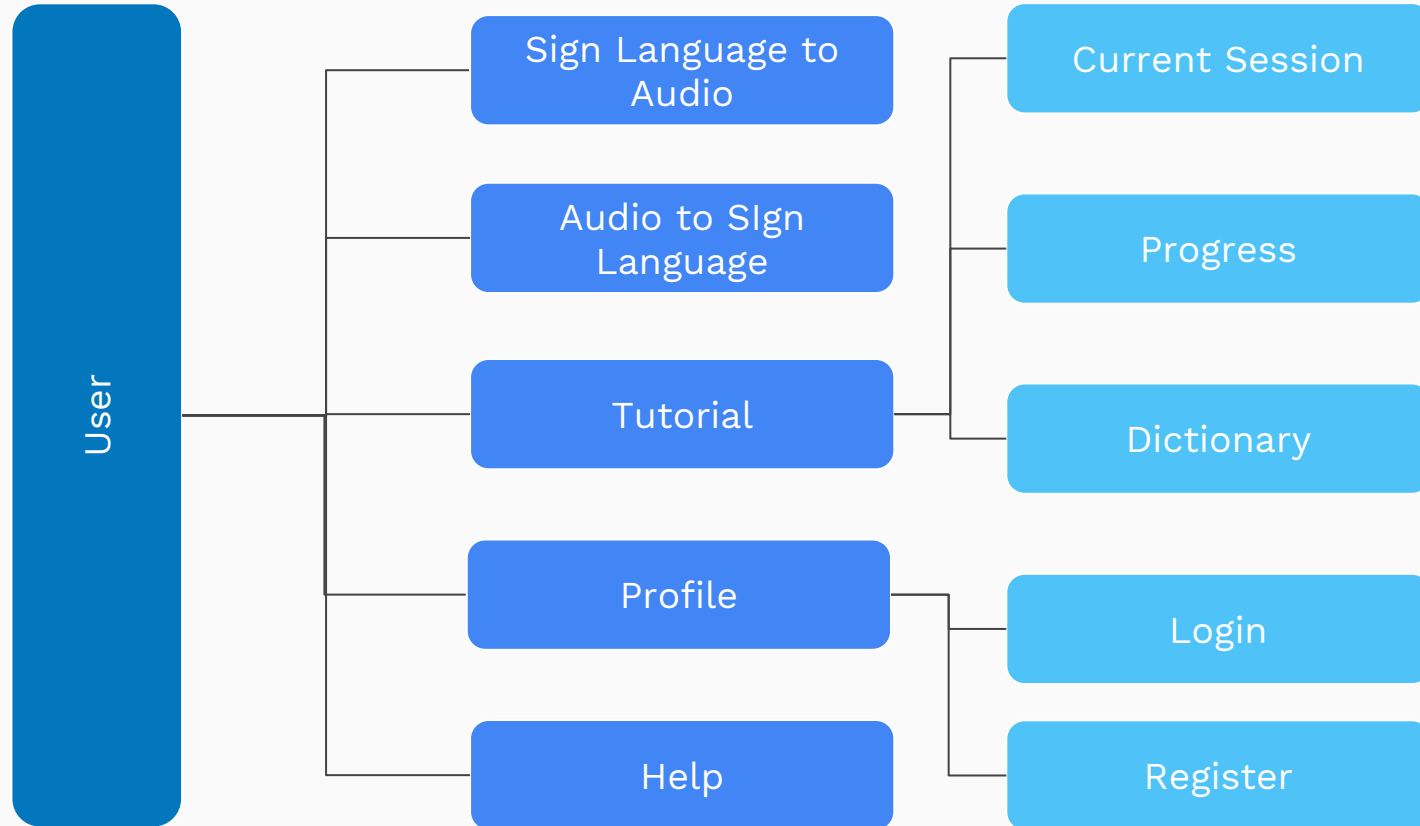 User
Sign Language to
Audio
Audio to SIgn
Language
Tutorial
Profile
Help
Current Session
Progress
Dictionary
Login
Register